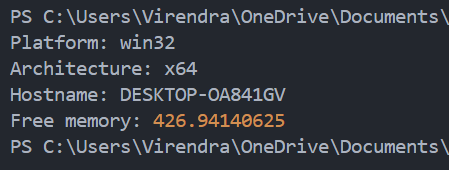 PS C:\Users\Virendra\OneDrive\Documents\
Platform: win32
Architecture: x64
Hostname: DESKTOP-OA841GV
Free memory: 426.94140625
PS C:\Users\Virendra\OneDrive\Documents\